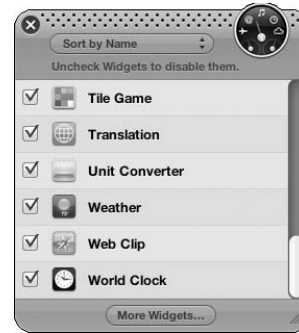 Sort by Name
Uncheck Widgets to disable them.
Tile Game
Translation
Unit Converter
Weather
Web Clip
World Clock
More Widgets...